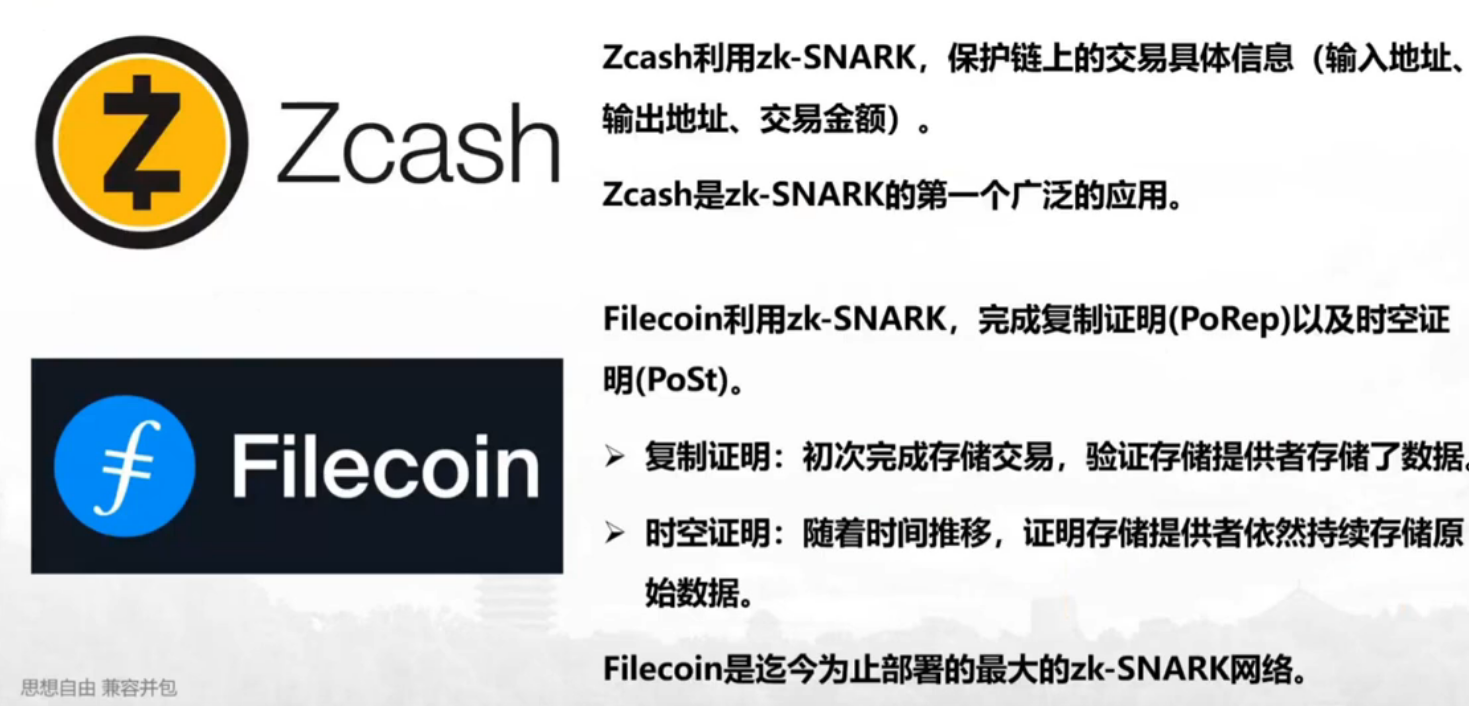 Zcash
Zcash利用zk-SNARK，保护链上的交易具体信息（输入地址、
输出地址、交易金额）。
Zcash是zk-SNARK的第一个广泛的应用。
Filecoin
Filecoin利用zk-SNARK，完成复制证明(PoRep)以及时空证
明(PoSt)。
➢ 复制证明：初次完成存储交易，验证存储提供者存储了数据。
➢ 时空证明：随着时间推移，证明存储提供者依然持续存储原
始数据。
Filecoin是迄今为止部署的最大的zk-SNARK网络。
思想自由 兼容并包